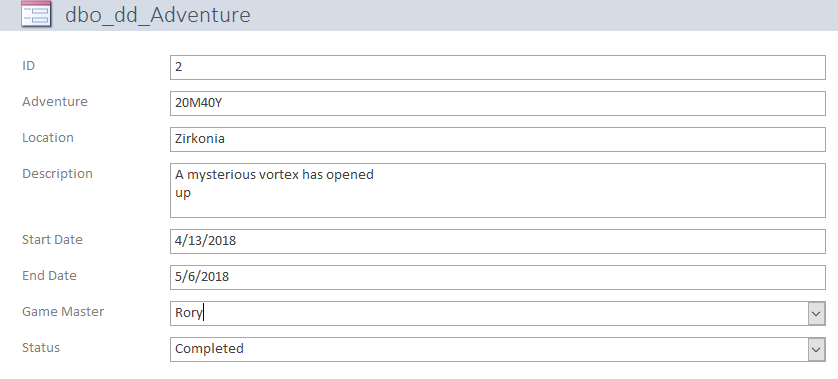 dbo_dd_Adventure
ID 2
Adventure 20M40Y
Location Zirkonia
Description A mysterious vortex has opened
up
Start Date 4/13/2018
End Date 5/6/2018
Game Master Rory
Status Completed